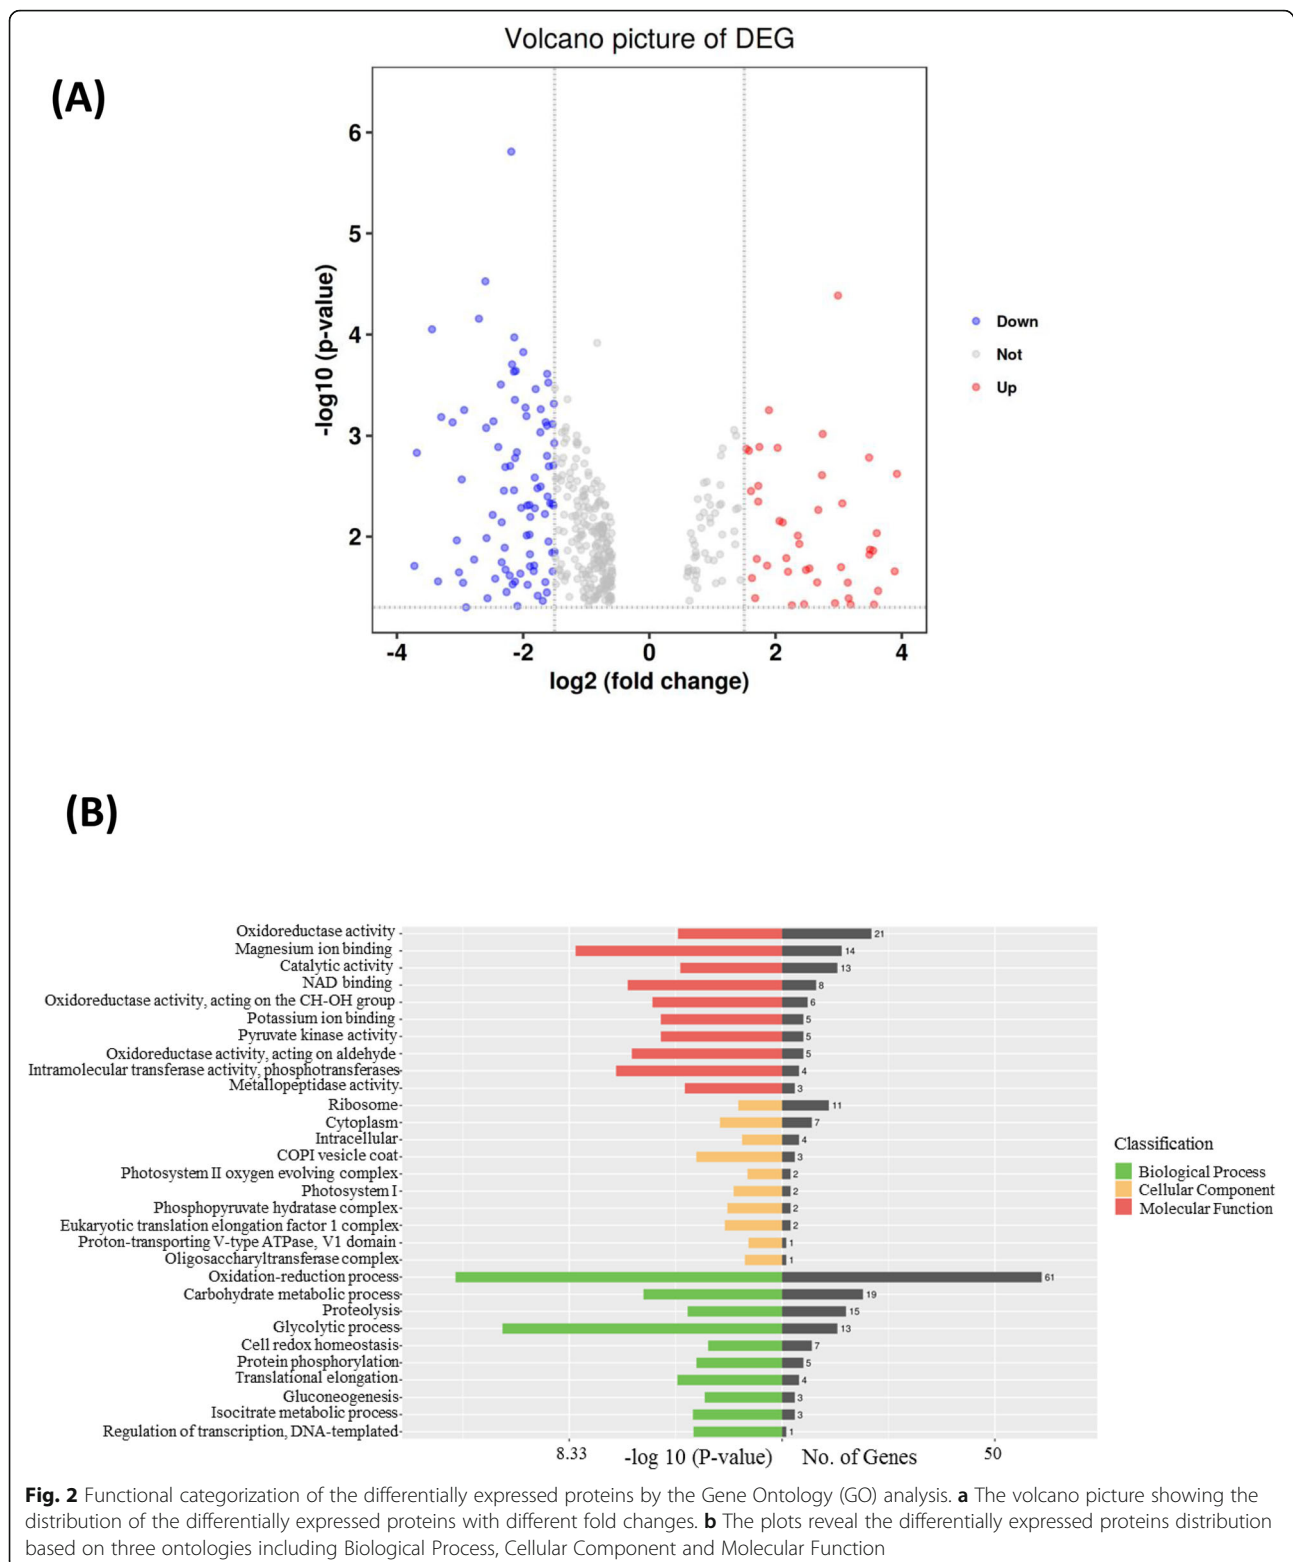 Volcano picture of DEG
(A)
6
5
4
3
2
-log10 (p-value)
-4
-2
0
2
4
log2 (fold change)
Down
Not
Up
(B)
Oxidoreductase activity
21
Magnesium ion binding
14
Catalytic activity
13
NAD binding
8
Oxidoreductase activity, acting on the CH-OH group
6
Potassium ion binding
5
Pyruvate kinase activity
5
Oxidoreductase activity, acting on aldehyde
5
Intramolecular transferase activity, phosphotransferases
4
Metallopeptidase activity
3
Ribosome
11
Cytoplasm
7
Intracellular
4
COPI vesicle coat
3
Photosystem II oxygen evolving complex
2
Photosystem I
2
Phosphopyruvate hydratase complex
2
Eukaryotic translation elongation factor 1 complex
2
Proton-transporting V-type ATPase, V1 domain
1
Oligosaccharyltransferase complex
1
Oxidation-reduction process
61
Carbohydrate metabolic process
19
Proteolysis
15
Glycolytic process
13
Cell redox homeostasis
7
Protein phosphorylation
5
Translational elongation
4
Gluconeogenesis
3
Isocitrate metabolic process
3
Regulation of transcription, DNA-templated
1
8.33
-log 10 (P-value)
No. of Genes
50
Classification
Biological Process
Cellular Component
Molecular Function
Fig. 2 Functional categorization of the differentially expressed proteins by the Gene Ontology (GO) analysis. a The volcano picture showing the
distribution of the differentially expressed proteins with different fold changes. b The plots reveal the differentially expressed proteins distribution
based on three ontologies including Biological Process, Cellular Component and Molecular Function